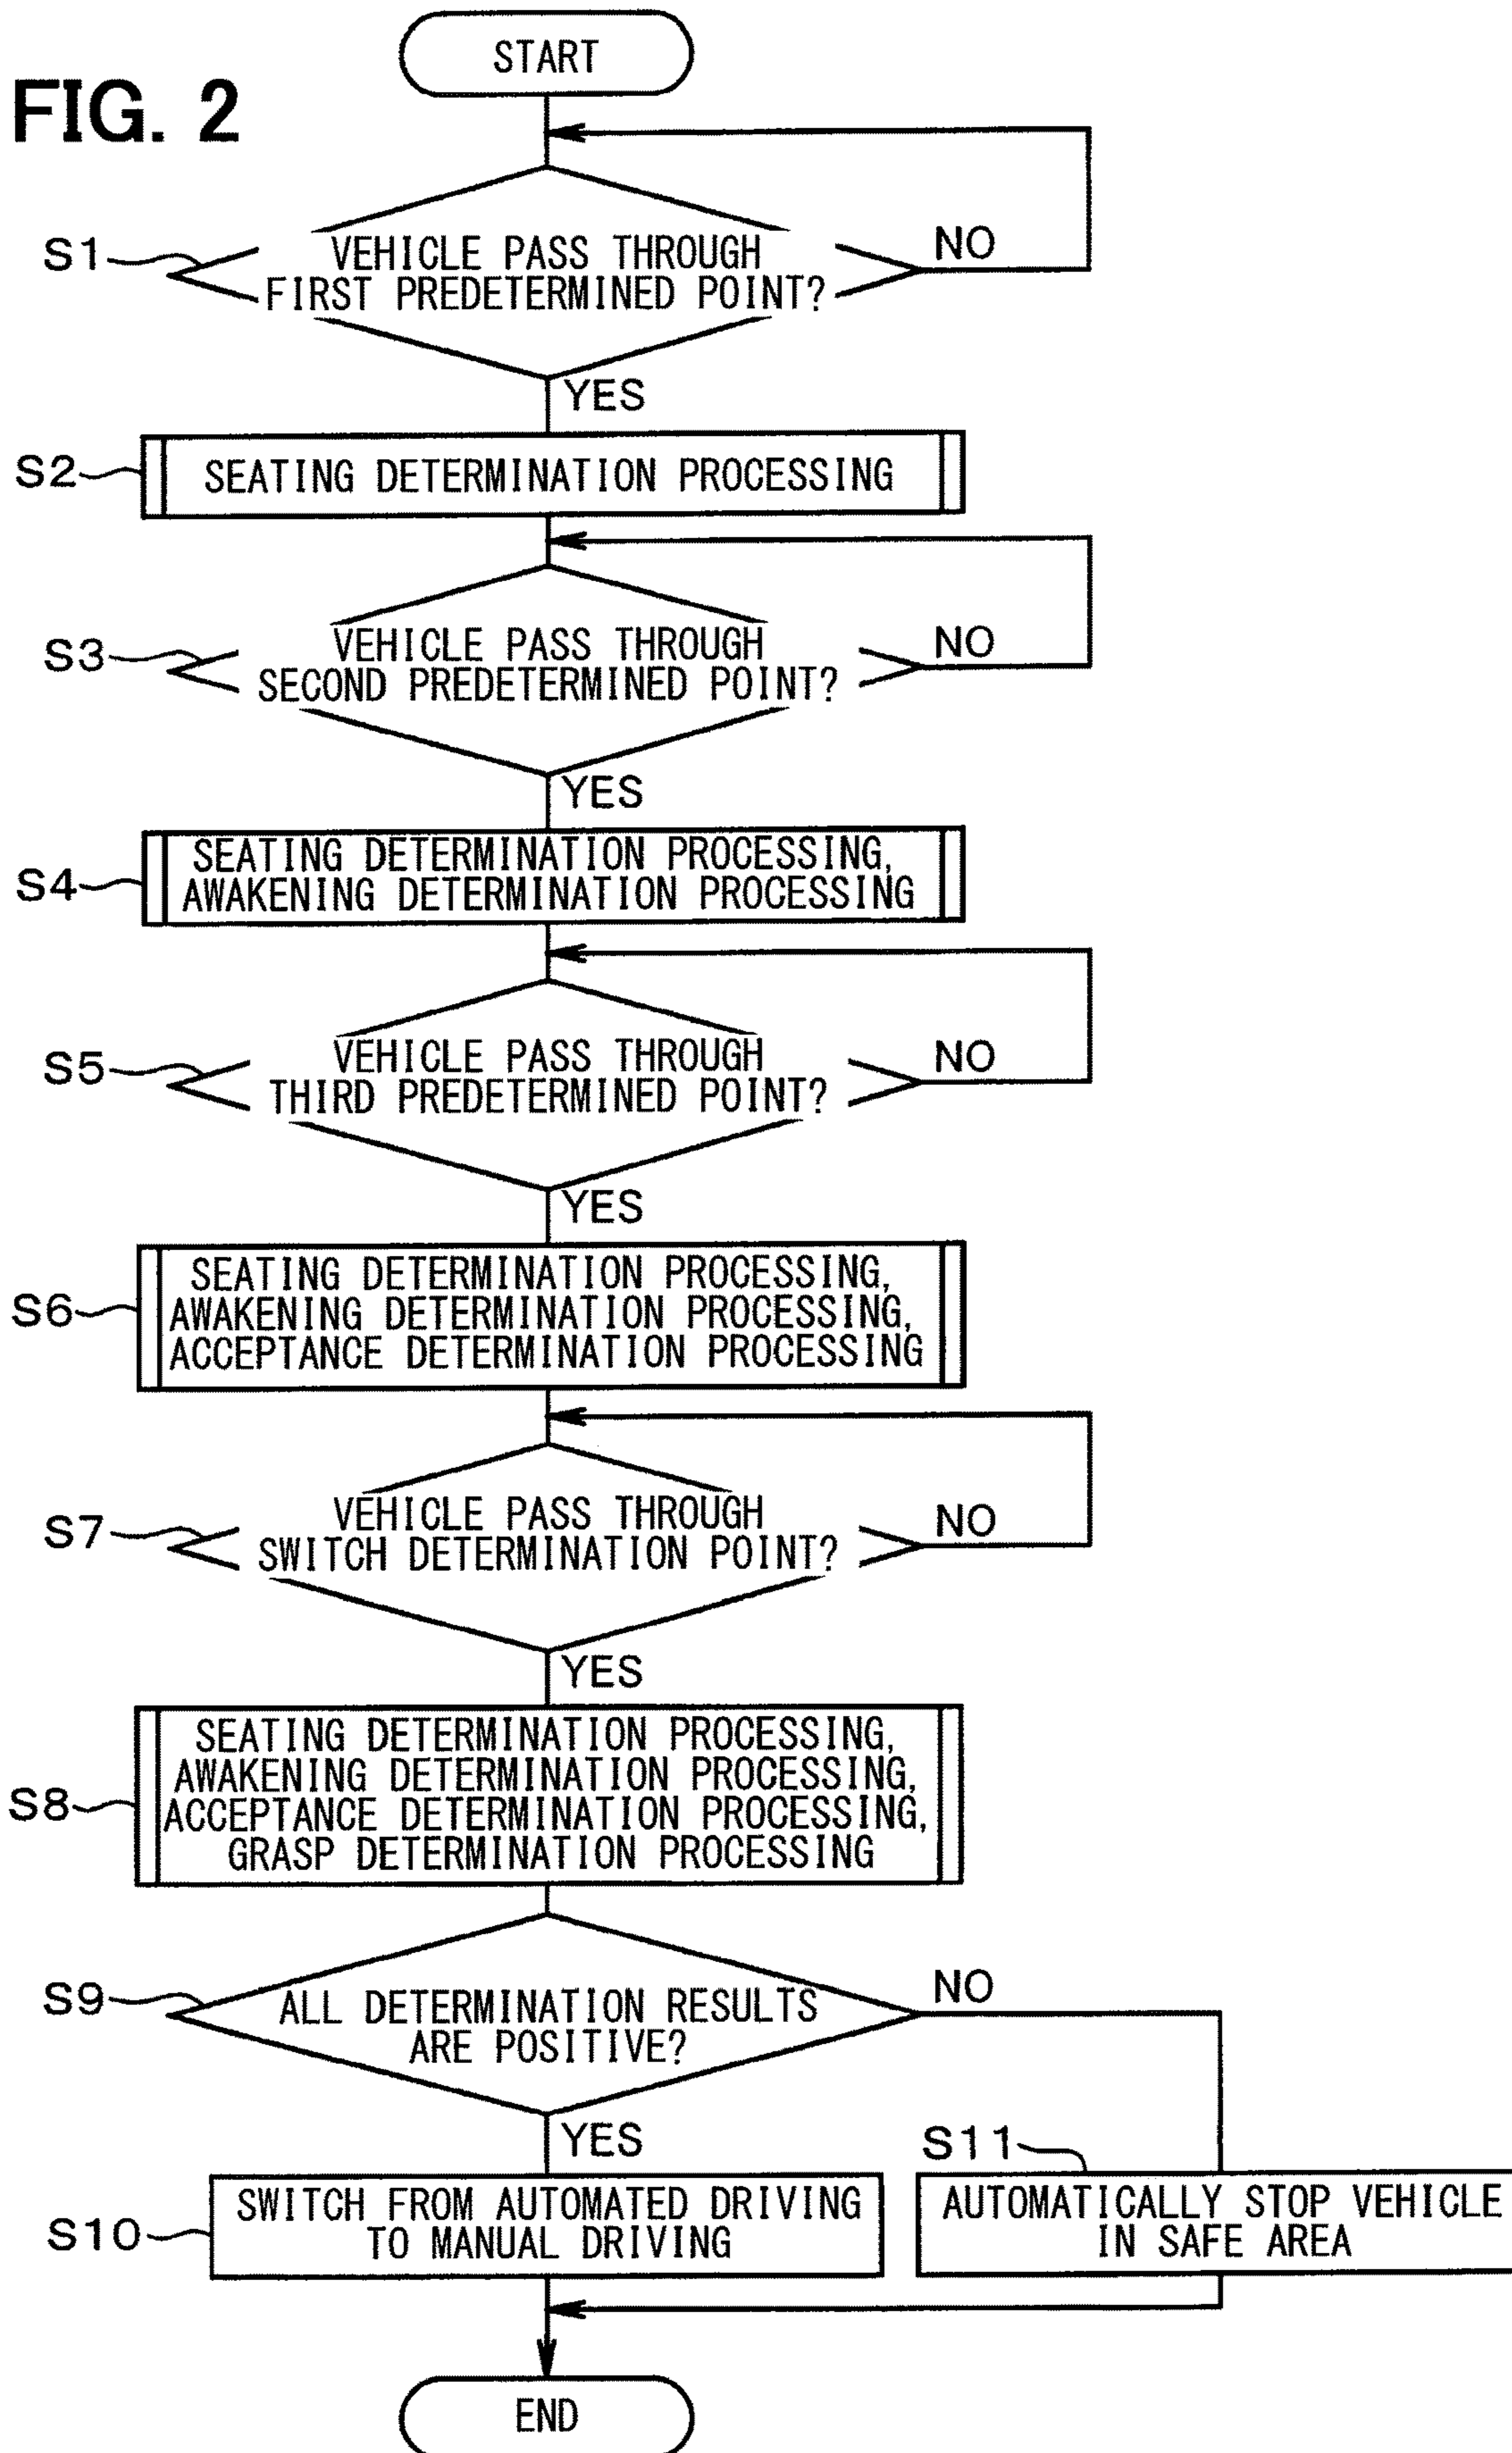 START
FIG. 2
S1
VEHICLE PASS THROUGH
FIRST PREDETERMINED POINT?
NO
YES
S2
SEATING DETERMINATION PROCESSING
S3
VEHICLE PASS THROUGH
SECOND PREDETERMINED POINT?
NO
YES
S4
SEATING DETERMINATION PROCESSING,
AWAKENING DETERMINATION PROCESSING
S5
VEHICLE PASS THROUGH
THIRD PREDETERMINED POINT?
NO
YES
S6
SEATING DETERMINATION PROCESSING,
AWAKENING DETERMINATION PROCESSING,
ACCEPTANCE DETERMINATION PROCESSING
S7
VEHICLE PASS THROUGH
SWITCH DETERMINATION POINT?
NO
YES
S8
SEATING DETERMINATION PROCESSING,
AWAKENING DETERMINATION PROCESSING,
ACCEPTANCE DETERMINATION PROCESSING,
GRASP DETERMINATION PROCESSING
S9
ALL DETERMINATION RESULTS
ARE POSITIVE?
NO
YES
S10
SWITCH FROM AUTOMATED DRIVING
TO MANUAL DRIVING
S11
AUTOMATICALLY STOP VEHICLE
IN SAFE AREA
END